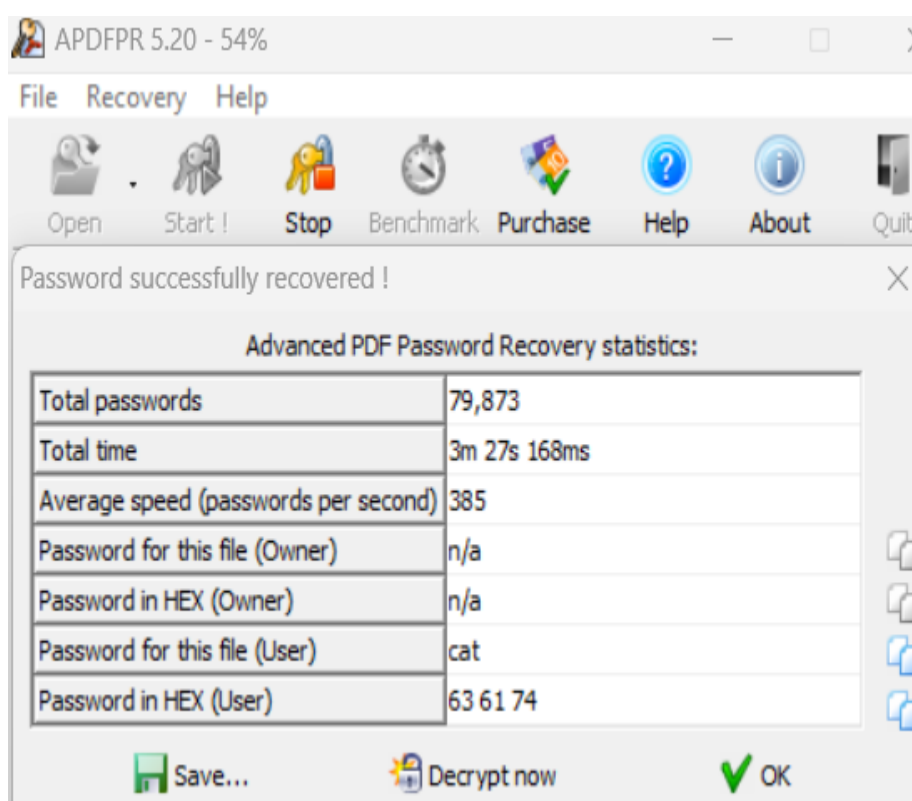 APDFPR 5.20 - 54%
File Recovery Help
Open Start ! Stop Benchmark Purchase Help About Quit
Password successfully recovered !
Advanced PDF Password Recovery statistics:
Total passwords 79,873
Total time 3m 27s 168ms
Average speed (passwords per second) 385
Password for this file (Owner) n/a
Password in HEX (Owner) n/a
Password for this file (User) cat
Password in HEX (User) 63 61 74
Save... Decrypt now OK